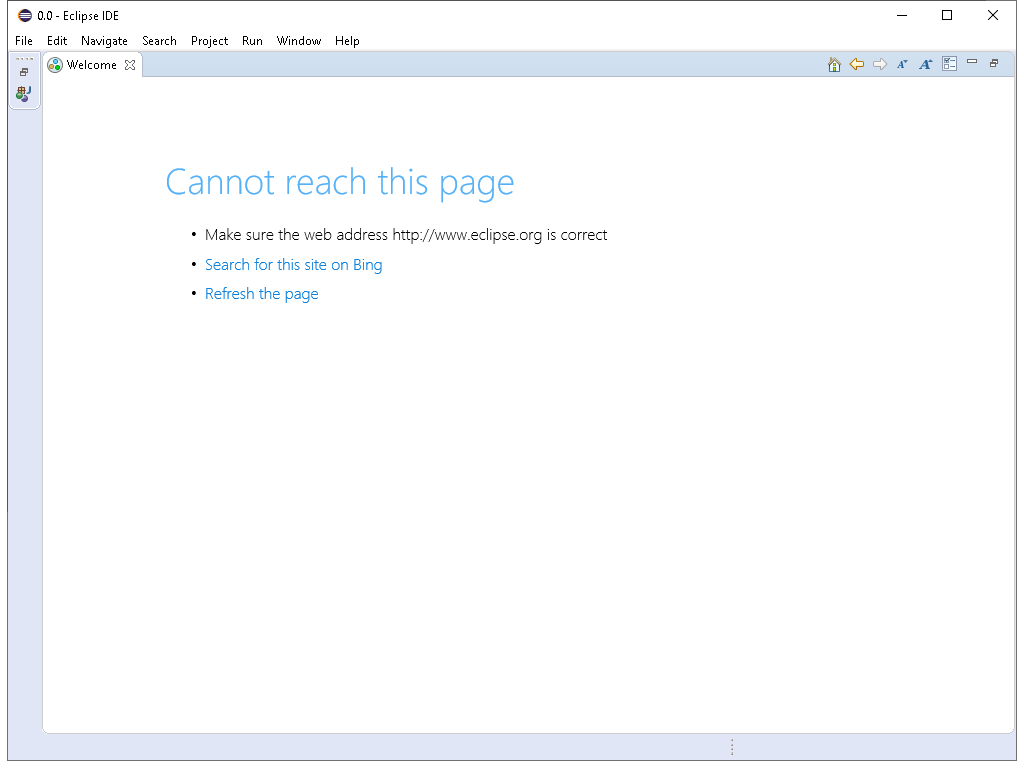 0.0 - Eclipse IDE
File Edit Navigate Search Project Run Window Help
Welcome
Cannot reach this page
• Make sure the web address http://www.eclipse.org is correct
• Search for this site on Bing
• Refresh the page